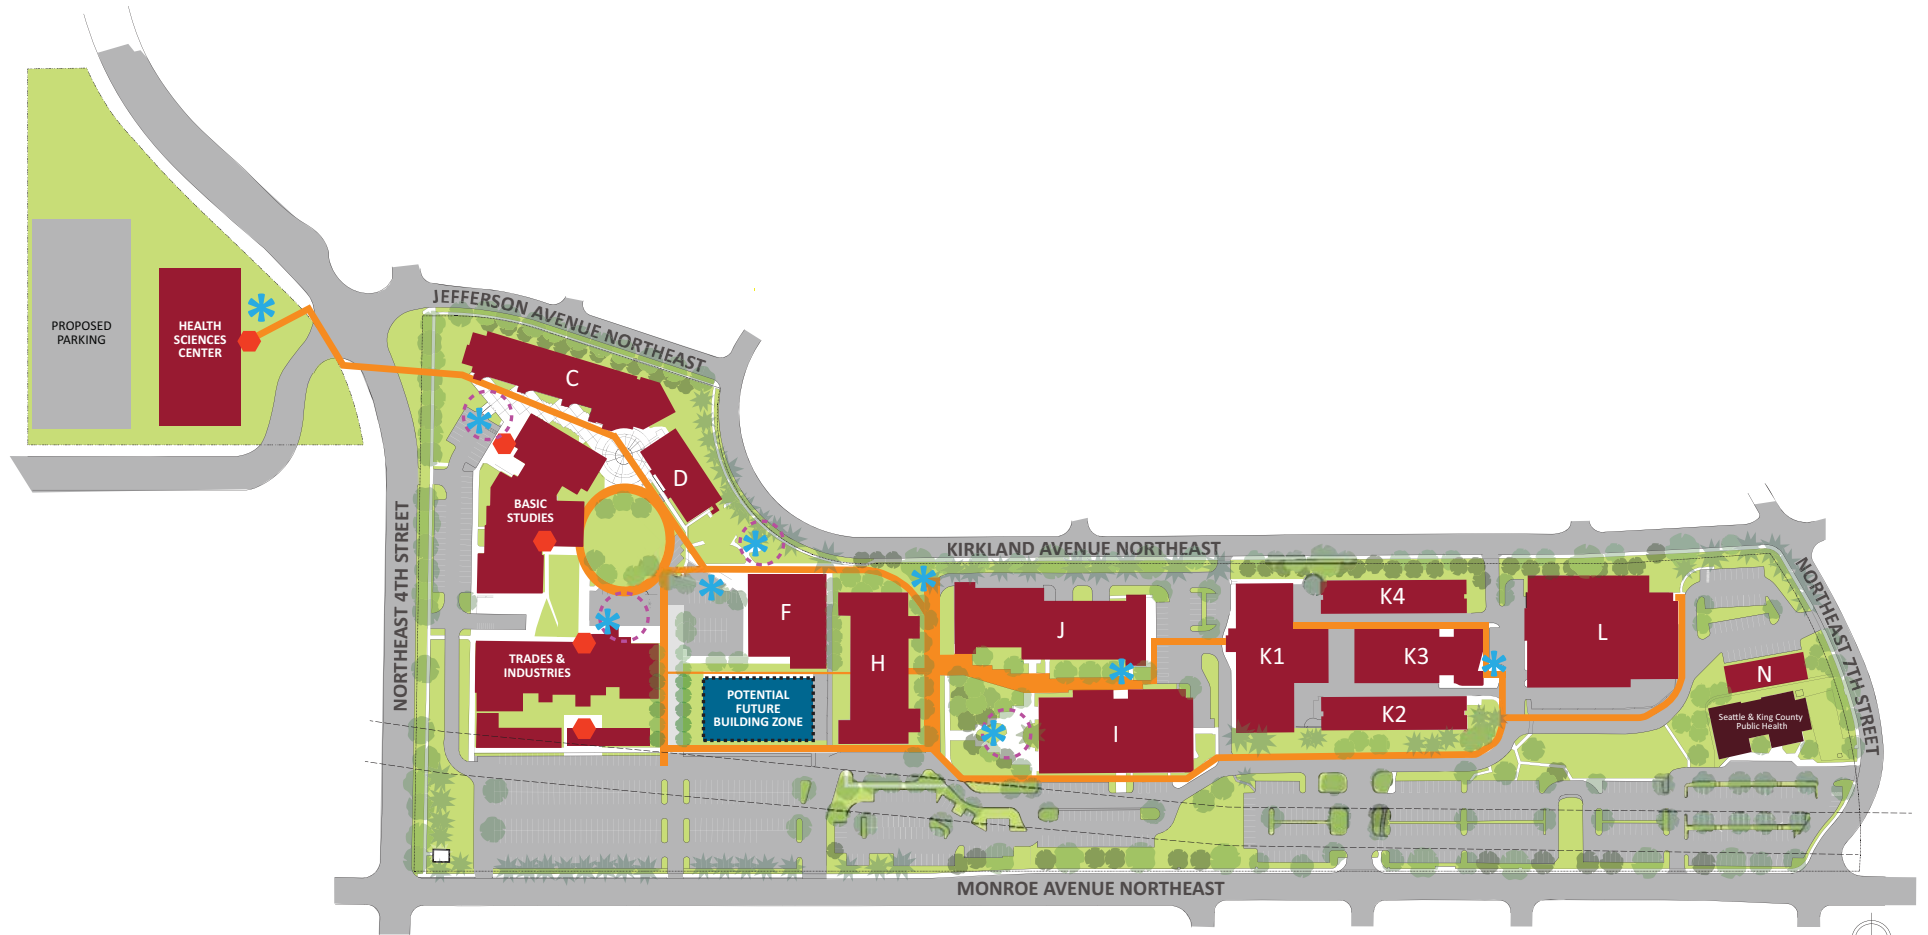 JEFFERSON AVENUE NORTHEAST
PROPOSED
PARKING
HEALTH
SCIENCES
CENTER
C
D
BASIC
STUDIES
NORTHEAST 4TH STREET
KIRKLAND AVENUE NORTHEAST
NORTHEAST 7TH STREET
F
H
J
K1
K4
K3
K2
L
N
TRADES &
INDUSTRIES
POTENTIAL
FUTURE
BUILDING ZONE
I
Seattle & King County
Public Health
MONROE AVENUE NORTHEAST